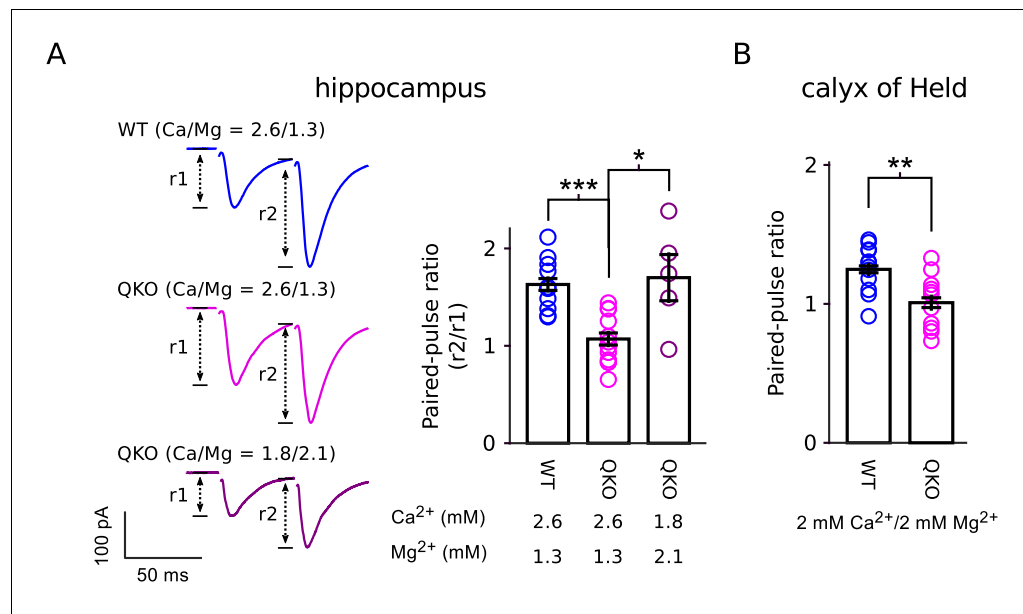 A
B
hippocampus
calyx of Held
WT (Ca/Mg = 2.6/1.3)
r1
r2
QKO (Ca/Mg = 2.6/1.3)
r1
r2
QKO (Ca/Mg = 1.8/2.1)
r1
r2
100 pA
50 ms
Paired-pulse ratio
(r2/r1)
2
1
0
***
*
WT
QKO
QKO
Ca²⁺ (mM)
2.6
2.6
1.8
Mg²⁺ (mM)
1.3
1.3
2.1
Paired-pulse ratio
2
1
0
**
WT
QKO
2 mM Ca²⁺/2 mM Mg²⁺